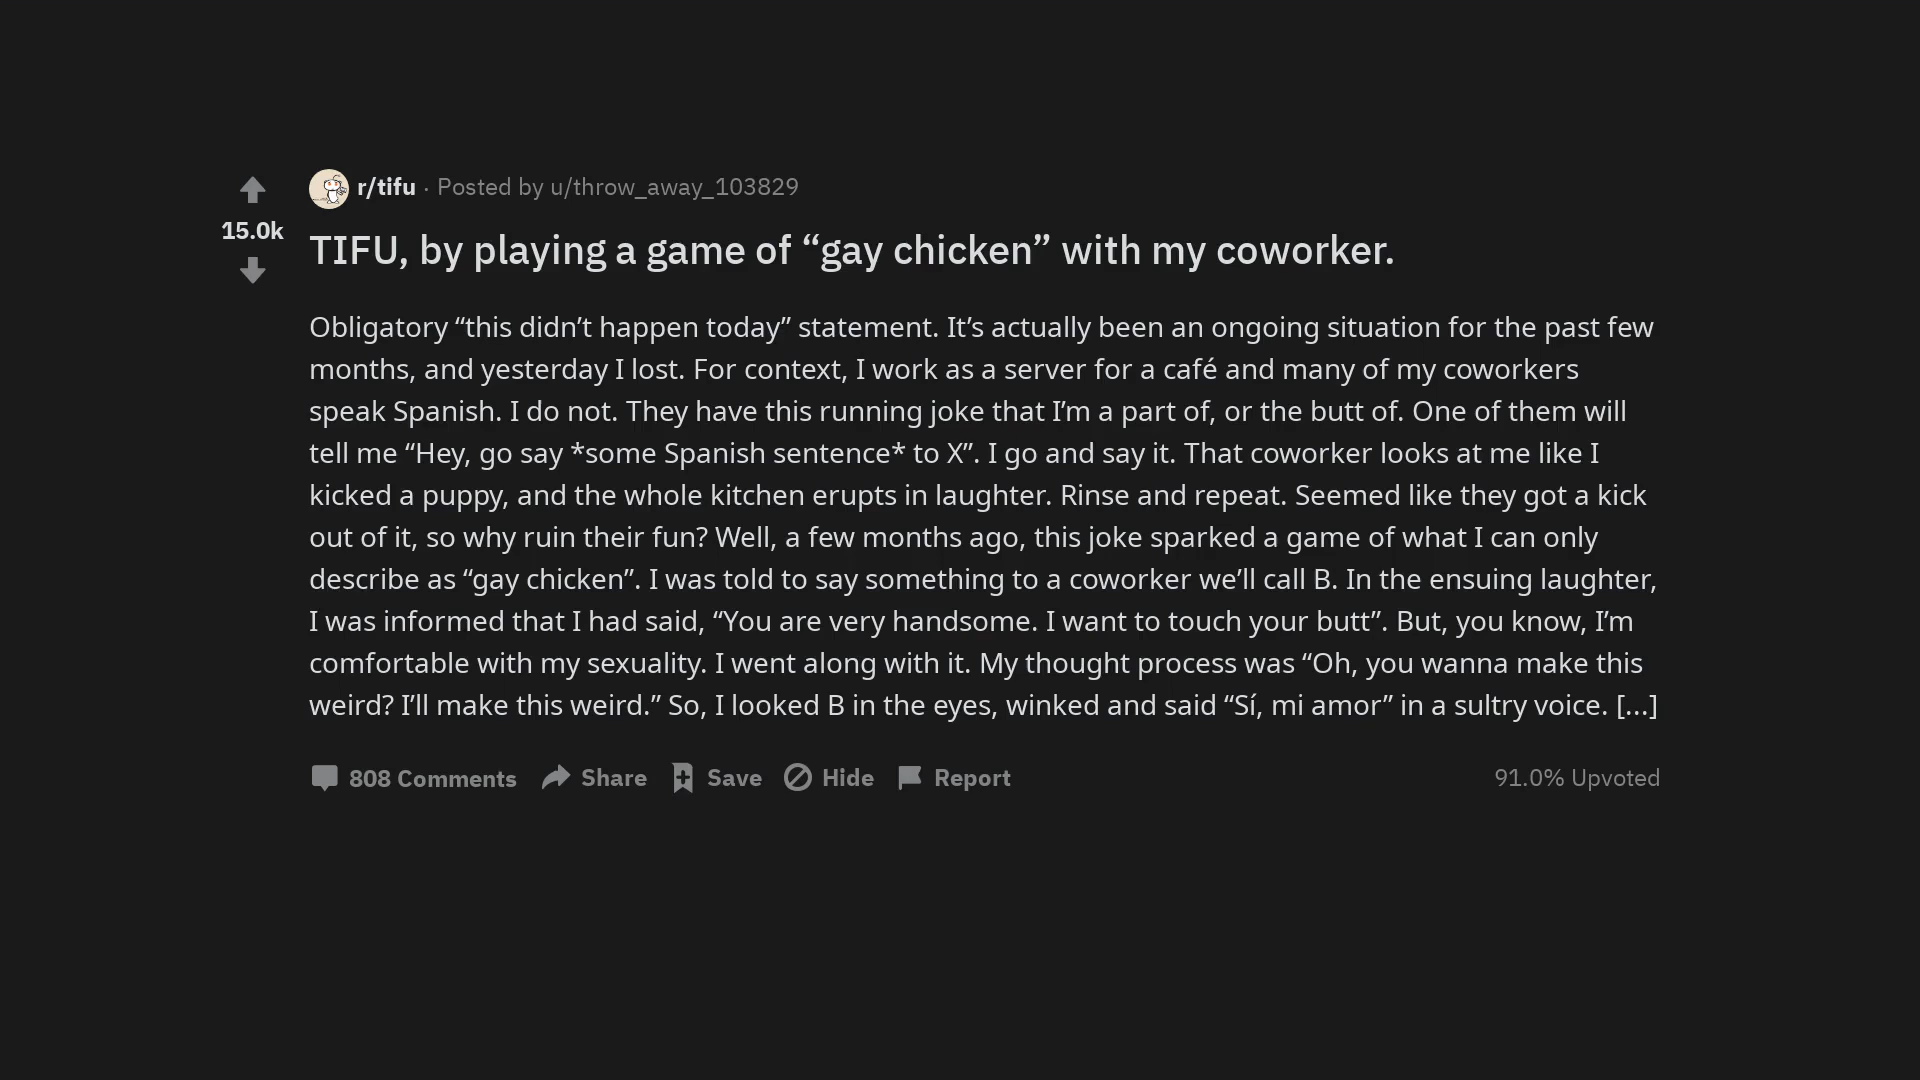 r/tifu · Posted by u/throw_away_103829
15.0k
TIFU, by playing a game of “gay chicken” with my coworker.
Obligatory “this didn’t happen today” statement. It’s actually been an ongoing situation for the past few
months, and yesterday I lost. For context, I work as a server for a café and many of my coworkers
speak Spanish. I do not. They have this running joke that I’m a part of, or the butt of. One of them will
tell me “Hey, go say *some Spanish sentence* to X”. I go and say it. That coworker looks at me like I
kicked a puppy, and the whole kitchen erupts in laughter. Rinse and repeat. Seemed like they got a kick
out of it, so why ruin their fun? Well, a few months ago, this joke sparked a game of what I can only
describe as “gay chicken”. I was told to say something to a coworker we’ll call B. In the ensuing laughter,
I was informed that I had said, “You are very handsome. I want to touch your butt”. But, you know, I’m
comfortable with my sexuality. I went along with it. My thought process was “Oh, you wanna make this
weird? I’ll make this weird.” So, I looked B in the eyes, winked and said “Sí, mi amor” in a sultry voice. [...]
808 Comments Share Save Hide Report 91.0% Upvoted